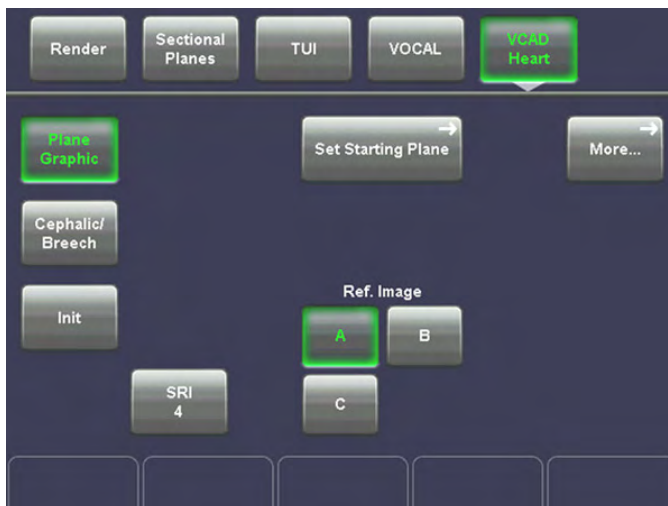 Render
Sectional
Planes
TUI
VOCAL
VCAD
Heart
Plane
Graphic
Set Starting Plane
More...
Cephalic/
Breech
Init
Ref. Image
A
B
SRI
4
C